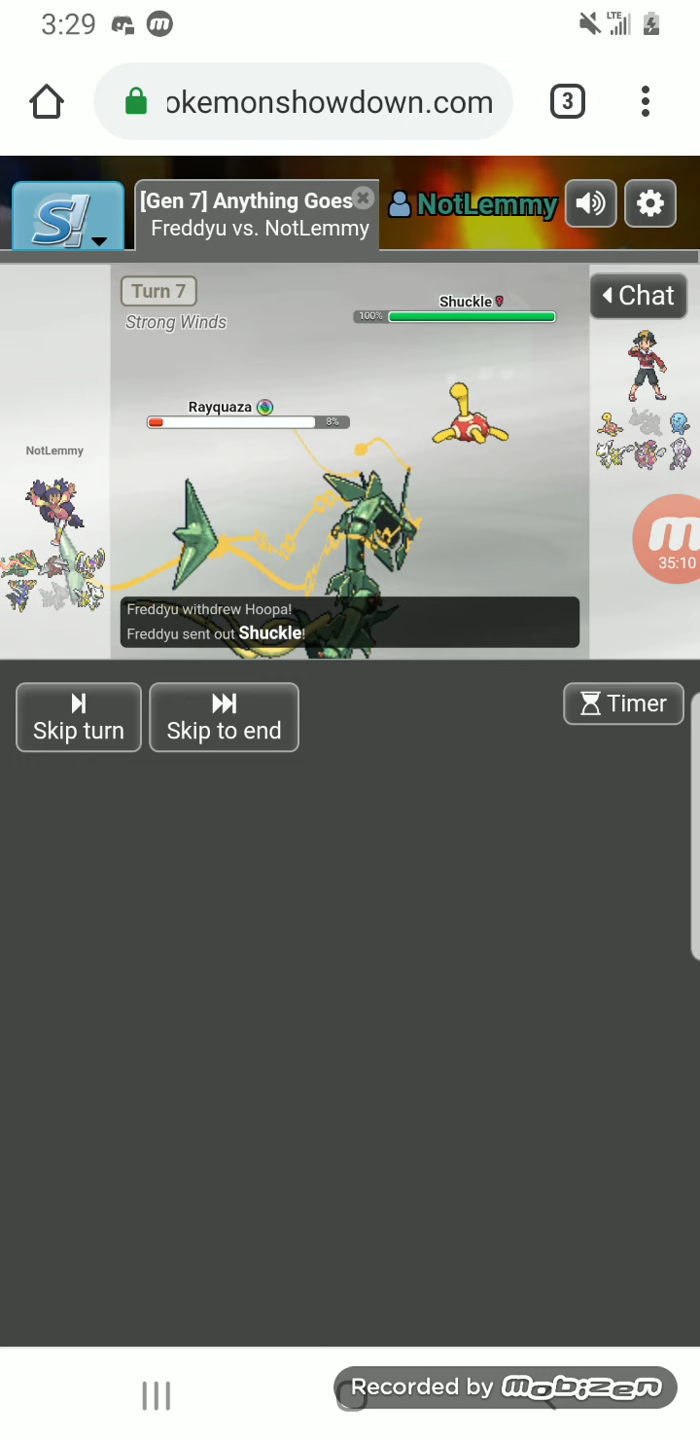 3:29
LTE
okemonshowdown.com
3
[Gen 7] Anything Goes
Freddyu vs. NotLemmy
NotLemmy
Turn 7
Strong Winds
Shuckle
100%
Chat
Rayquaza
8%
NotLemmy
35:10
Freddyu withdrew Hoopa!
Freddyu sent out Shuckle!
Skip turn
Skip to end
Timer
Recorded by mobizen